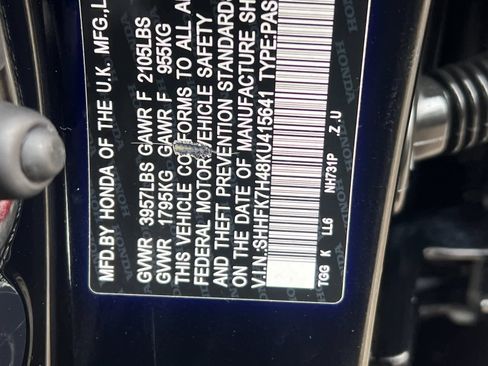 MFD.BY HONDA OF THE U.K. MFG.,L
GVWR 3957LBS GAWR F 2105LBS
GVWR 1795KG GAWR F 955KG
THIS VEHICLE CONFORMS TO ALL A
FEDERAL MOTOR VEHICLE SAFETY
AND THEFT PREVENTION STANDARDS
ON THE DATE OF MANUFACTURE SH
V.I.N.:SHHFK7H48KU415641 TYPE:PAS
TGG K LL6 NH731P Z.U